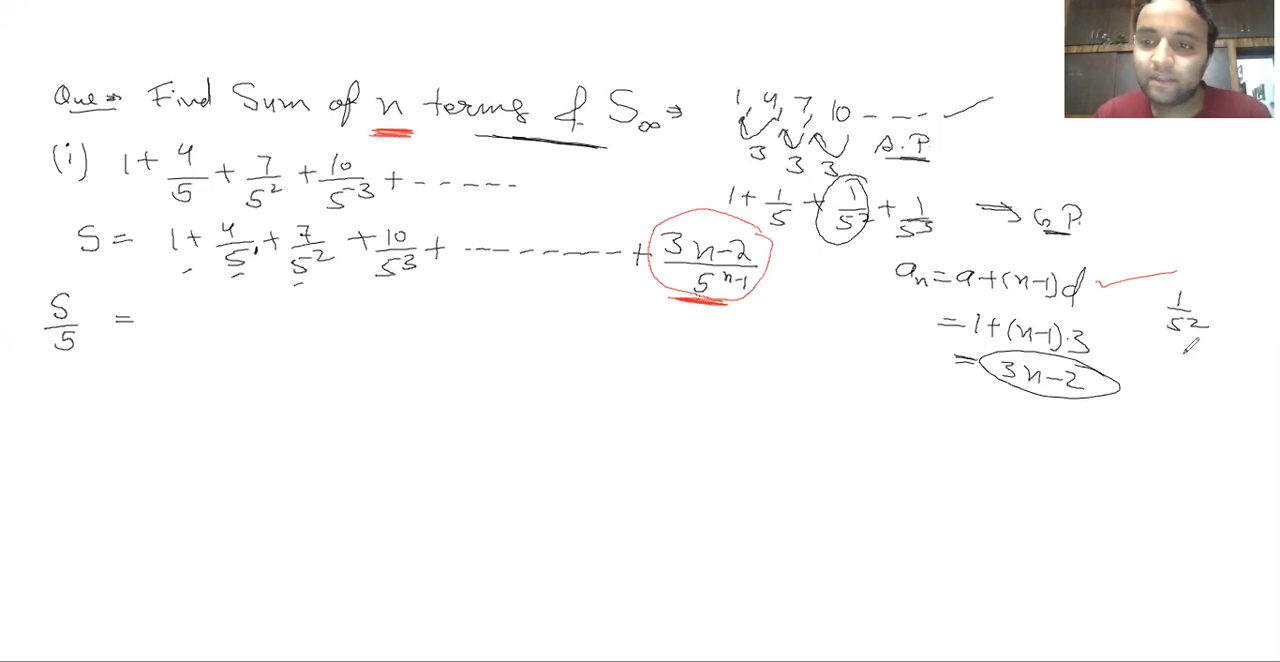 Que ⇒ Find Sum of n terms & S∞ ⇒
(i) 1 + 4/5 + 7/5² + 10/5³ + - - - - -
S = 1 + 4/5 + 7/5² + 10/5³ + - - - - - - - - - + (3n-2)/5ⁿ⁻¹
S/5 =
1, 4, 7, 10 - - - -
3 3 3 A.P.
1 + 1/5 + 1/5² + 1/5³ ⇒ G.P.
aₙ = a + (n-1)d
= 1 + (n-1)·3
= 3n-2
1/5²